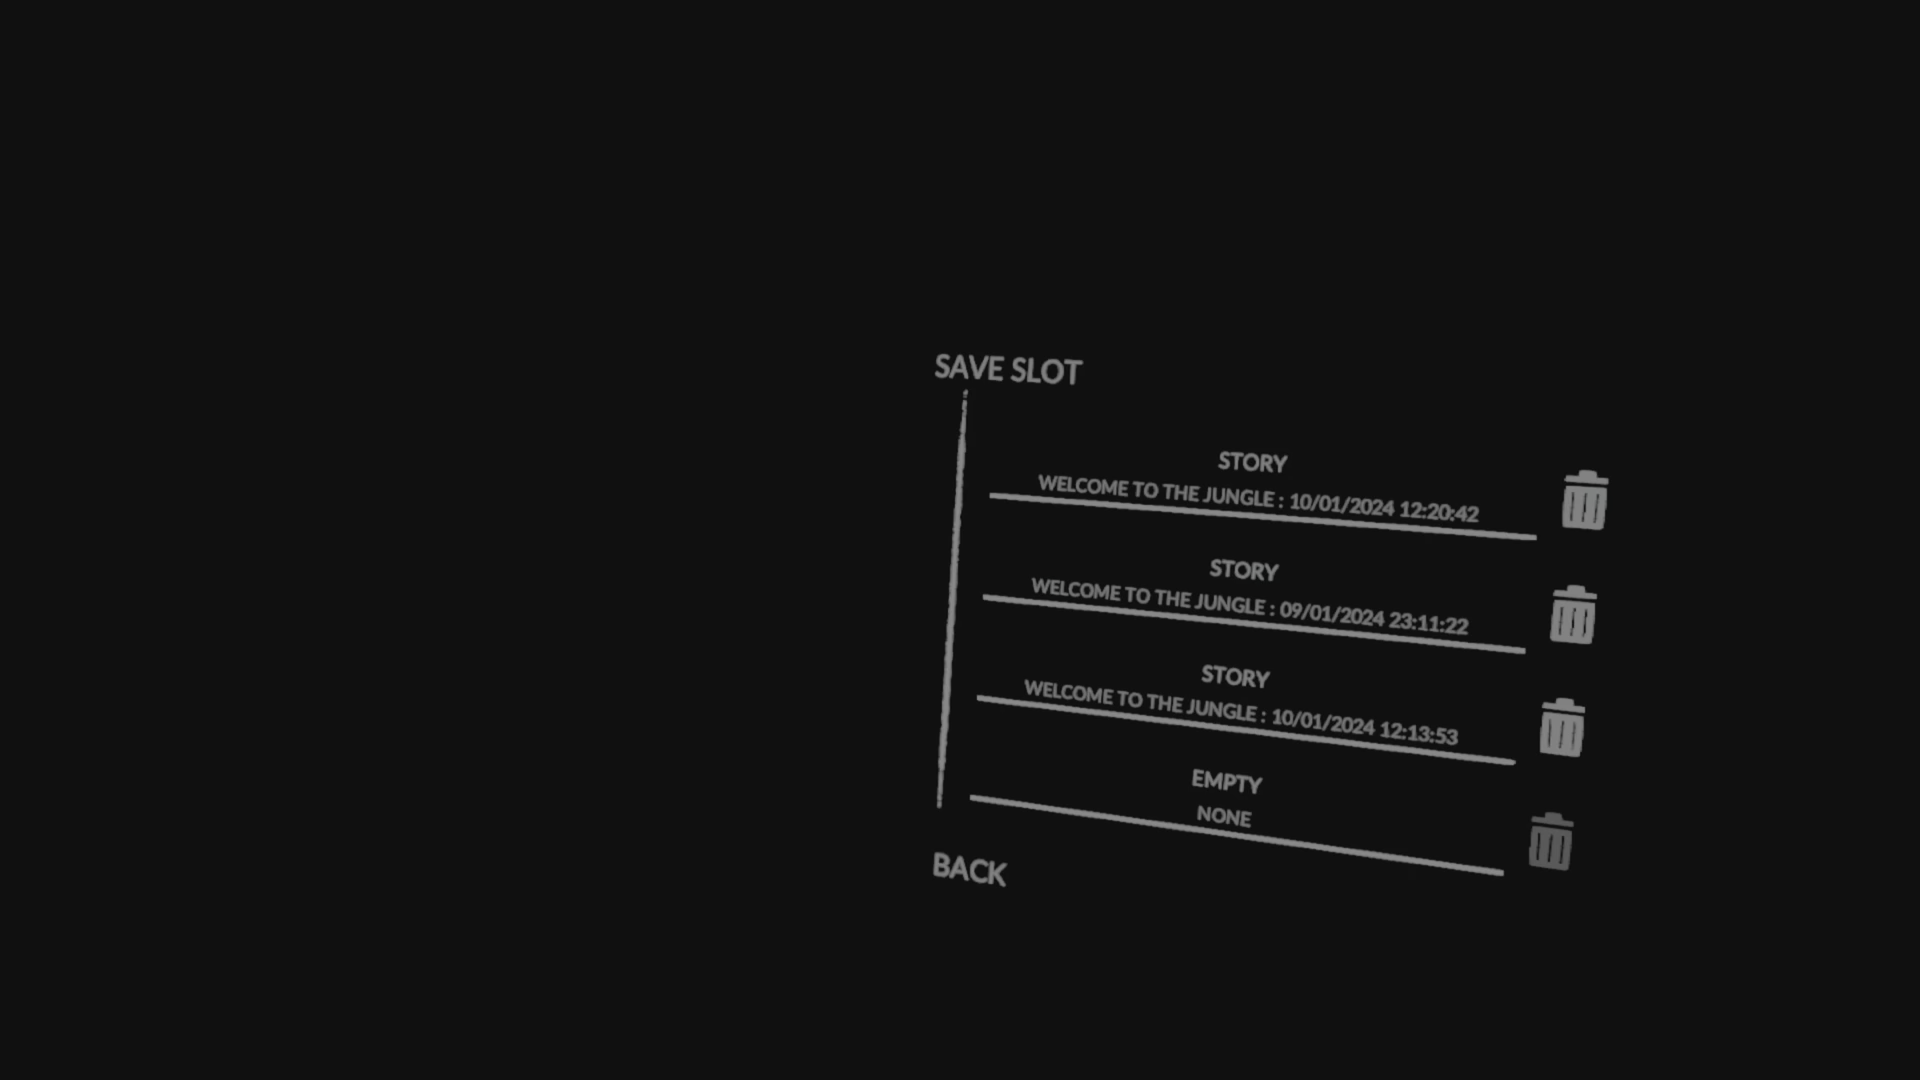 SAVE SLOT
STORY
WELCOME TO THE JUNGLE : 10/01/2024 12:20:42
STORY
WELCOME TO THE JUNGLE : 09/01/2024 23:11:22
STORY
WELCOME TO THE JUNGLE : 10/01/2024 12:13:53
EMPTY
NONE
BACK